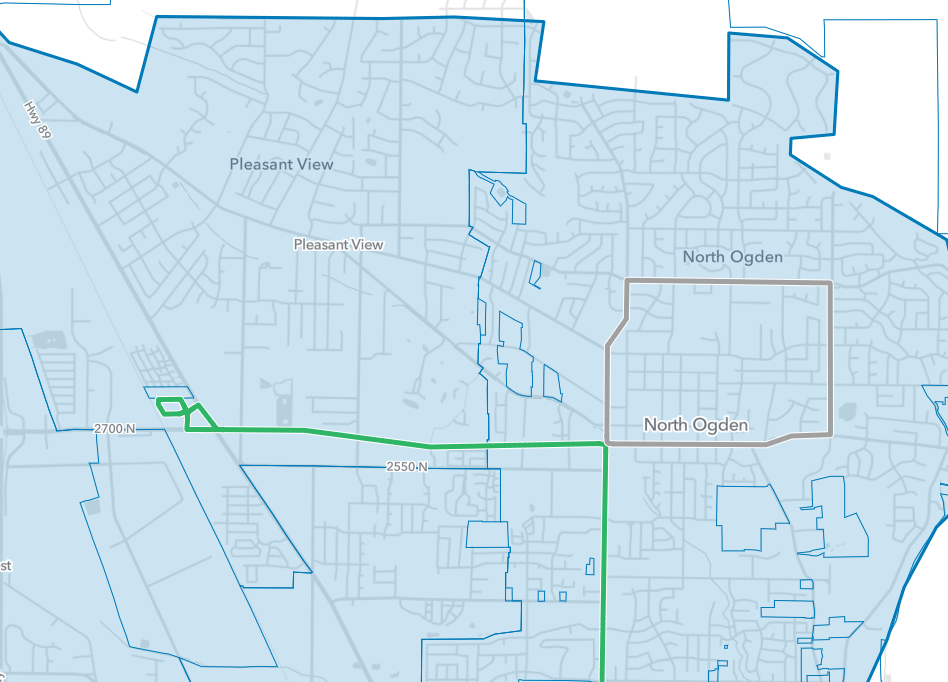 Hwy 89
Pleasant View
Pleasant View
North Ogden
North Ogden
2700 N
2550 N
st